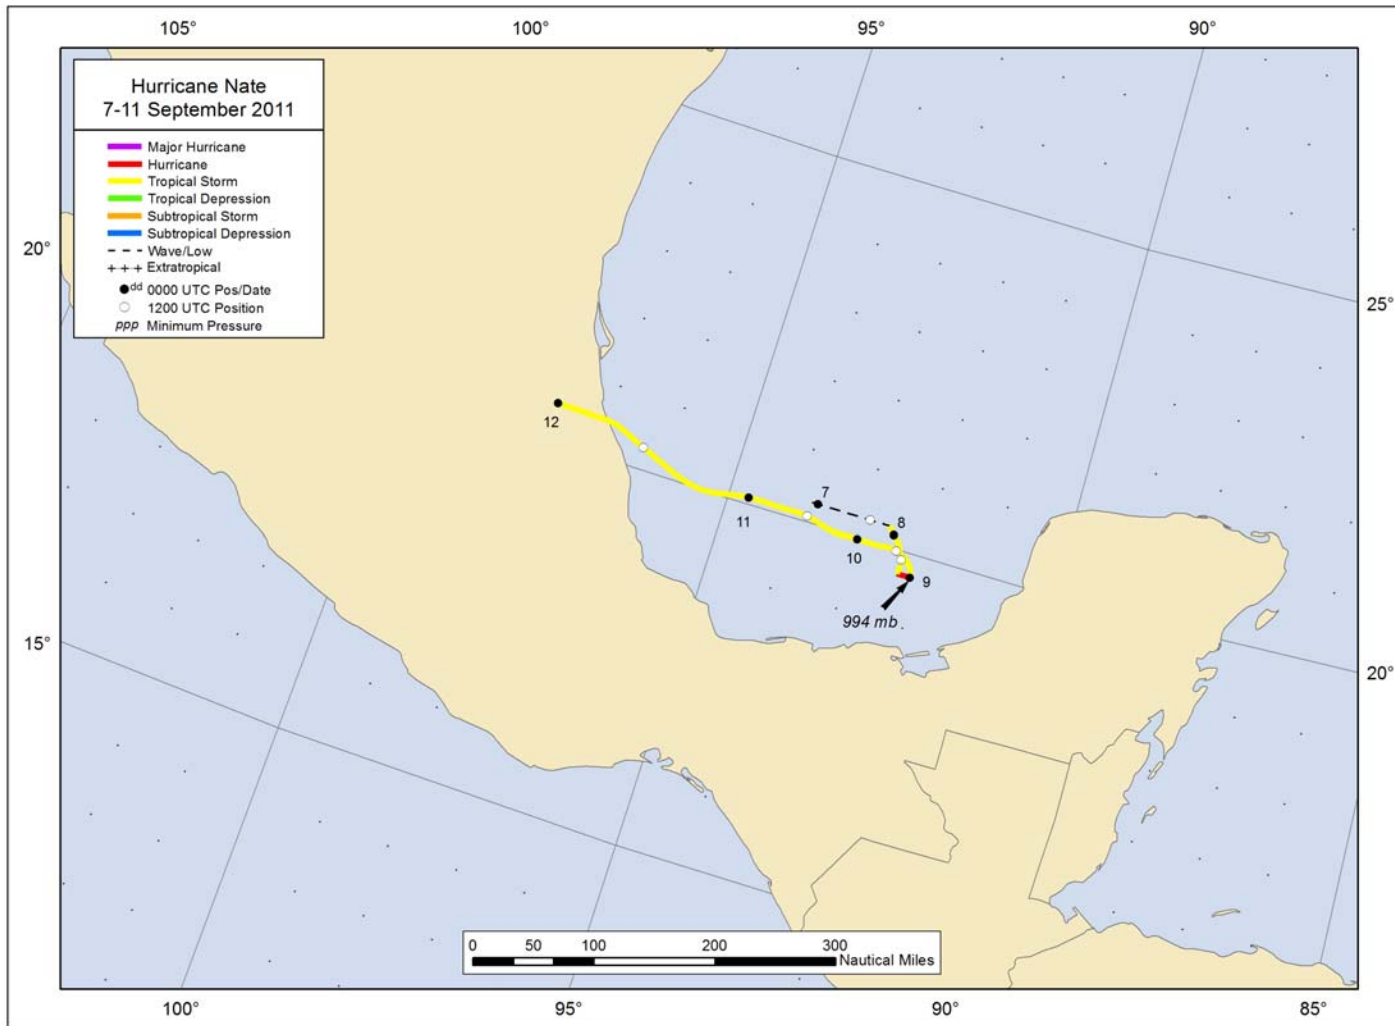 105°
100°
95°
90°
Hurricane Nate
7-11 September 2011
Major Hurricane
Hurricane
Tropical Storm
Tropical Depression
Subtropical Storm
Subtropical Depression
Wave/Low
+++ Extratropical
dd 0000 UTC Pos/Date
1200 UTC Position
ppp Minimum Pressure
20°
25°
12
7
11
8
10
9
994 mb
15°
20°
0 50 100 200 300
Nautical Miles
100°
95°
90°
85°